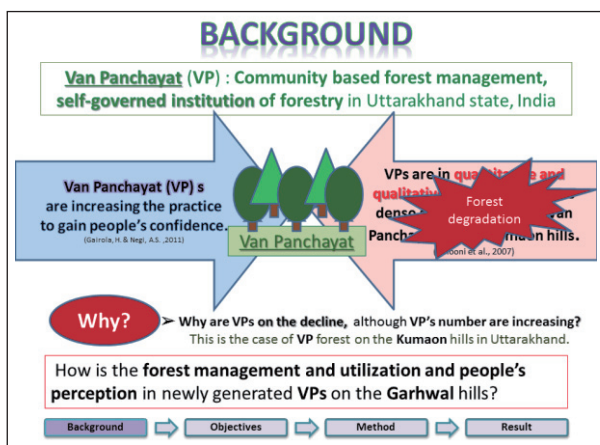 BACKGROUND
Van Panchayat (VP) : Community based forest management,
self-governed institution of forestry in Uttarakhand state, India
Van Panchayat (VP) s
are increasing the practice
to gain people's confidence.
(Gairola, H. & Negi, A.S. ,2011)
Van Panchayat
VPs are in and
dense
hills.
et al., 2007)
Forest
degradation
Why?
➢ Why are VPs on the decline, although VP's number are increasing?
This is the case of VP forest on the Kumaon hills in Uttarakhand.
How is the forest management and utilization and people's
perception in newly generated VPs on the Garhwal hills?
Background
Objectives
Method
Result